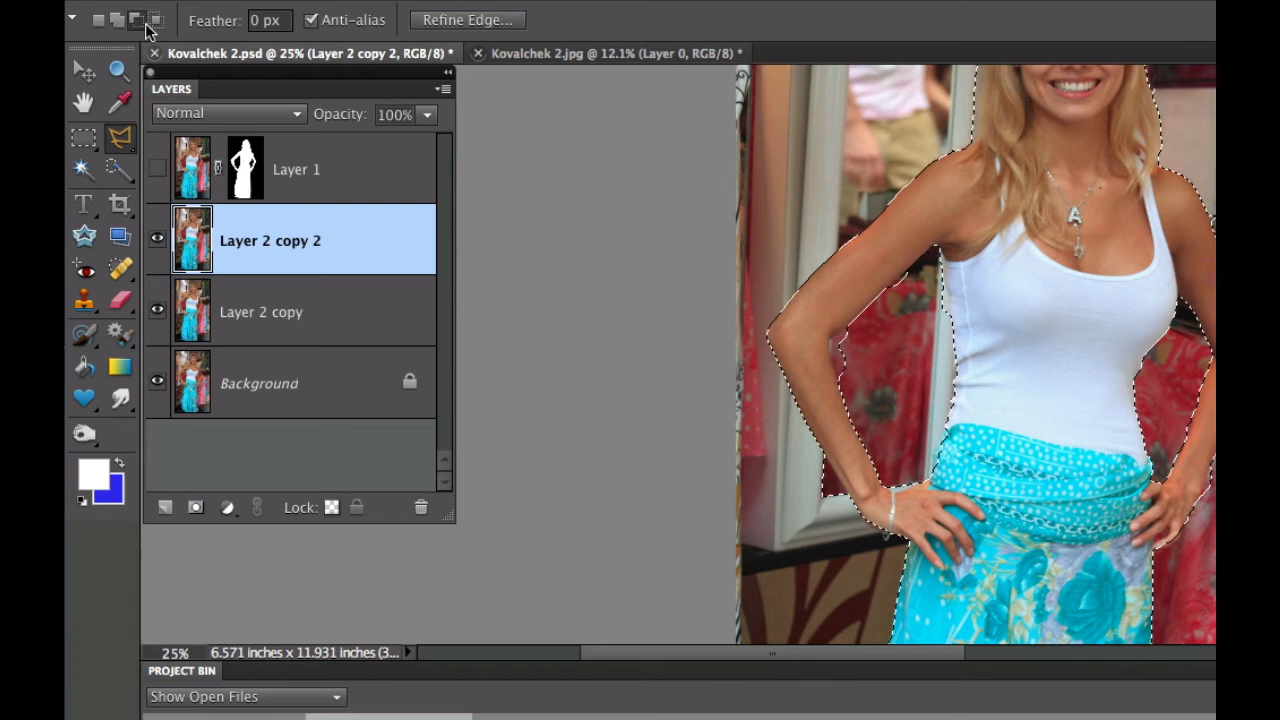 Feather: 0 px Anti-alias Refine Edge...
Kovalchek 2.psd @ 25% (Layer 2 copy 2, RGB/8) * Kovalchek 2.jpg @ 12.1% (Layer 0, RGB/8) *
LAYERS
Normal Opacity: 100%
Layer 1
Layer 2 copy 2
Layer 2 copy
Background
Lock:
A
25% 6.571 inches x 11.931 inches (3...
PROJECT BIN
Show Open Files